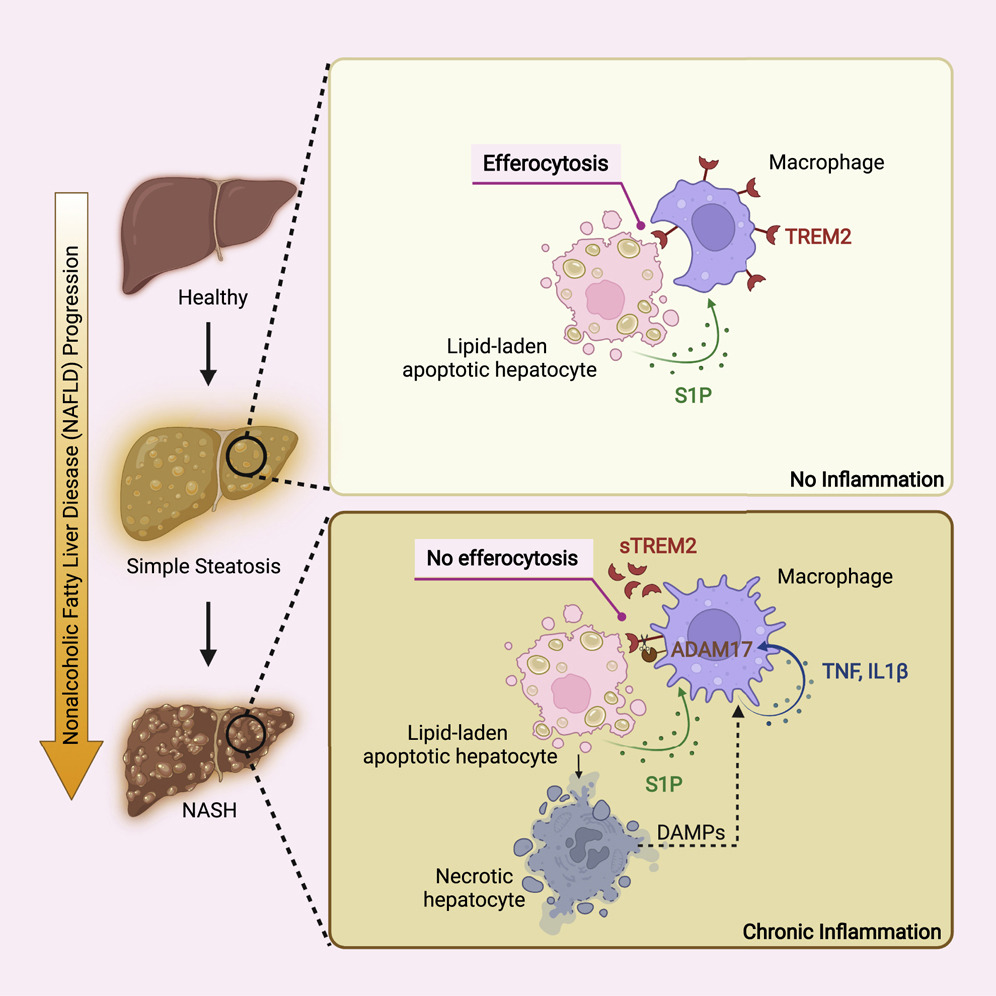 Nonalcoholic Fatty Liver Diesease (NAFLD) Progression
Healthy
Simple Steatosis
NASH
Efferocytosis
Macrophage
TREM2
Lipid-laden
apoptotic hepatocyte
S1P
No Inflammation
No efferocytosis
sTREM2
Macrophage
ADAM17
TNF, IL1β
Lipid-laden
apoptotic hepatocyte
S1P
DAMPs
Necrotic
hepatocyte
Chronic Inflammation